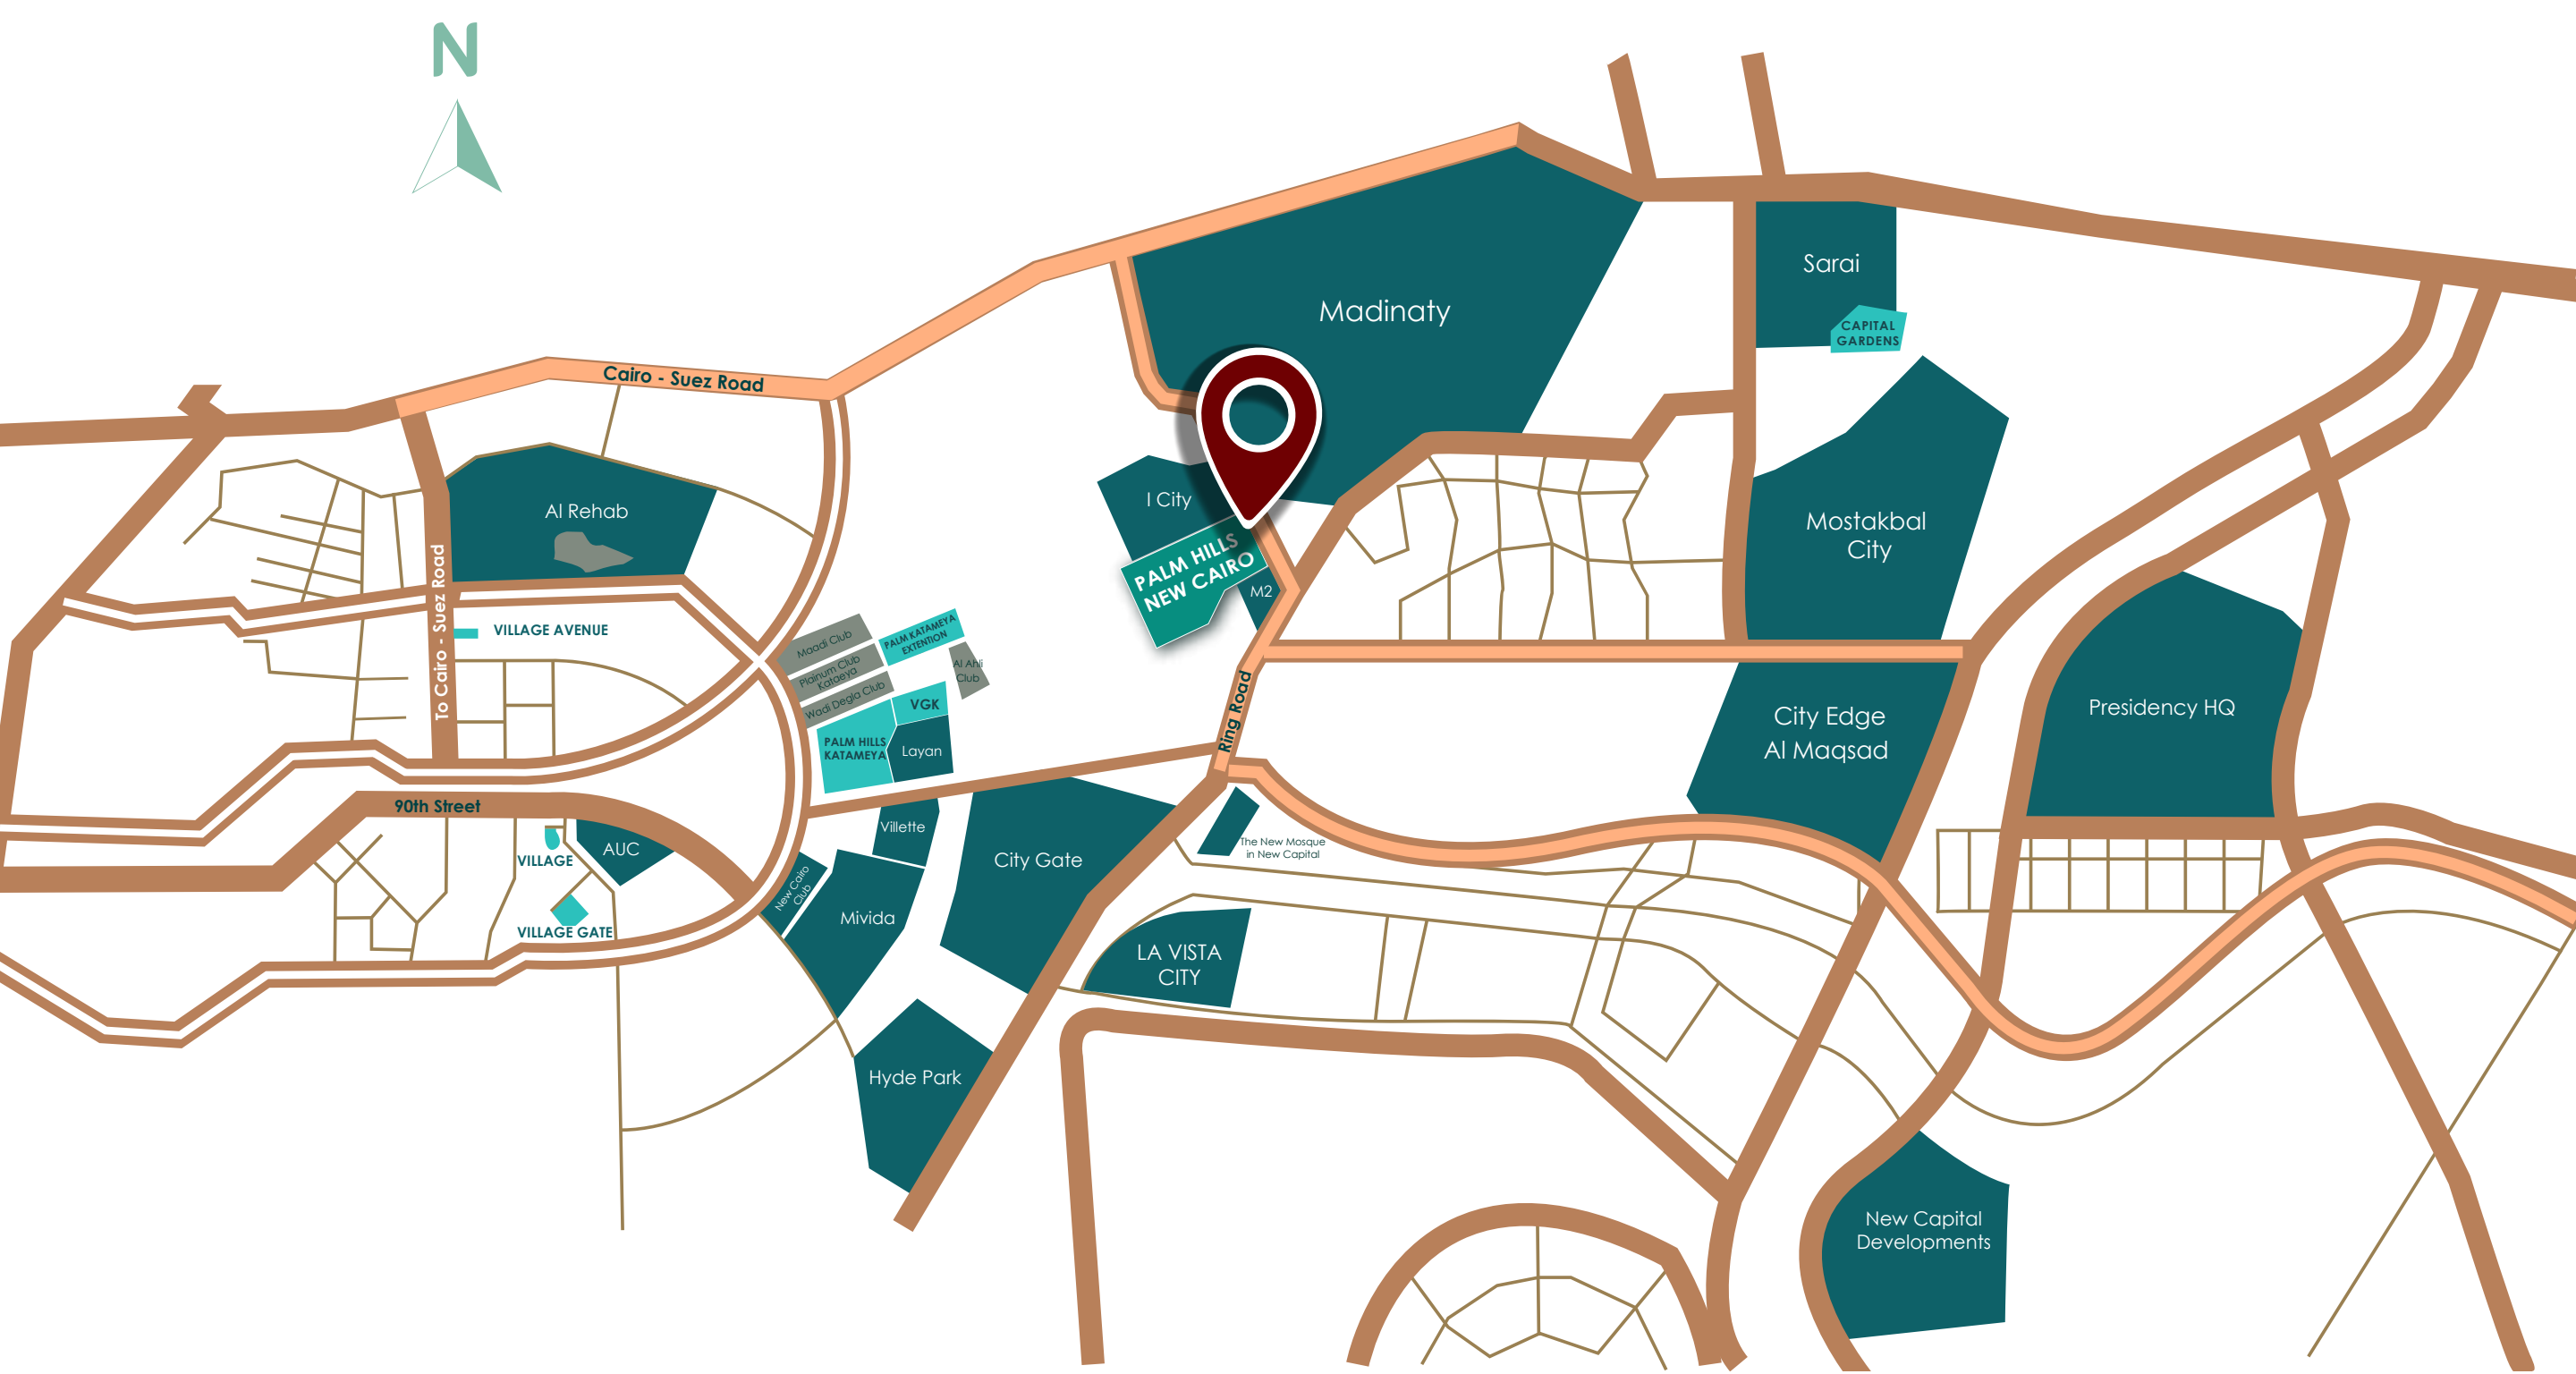 N
Cairo - Suez Road
Madinaty
Sarai
CAPITAL
GARDENS
Al Rehab
I City
PALM HILLS
NEW CAIRO
M2
Mostakbal
City
To Cairo - Suez Road
VILLAGE AVENUE
Maadi Club
PALM KATAMEYA
EXTENTION
Plainum Club
Kataeya
Al Ahli
Club
Wadi Degla Club
VGK
PALM HILLS
KATAMEYA
Layan
Ring Road
City Edge
Al Maqsad
Presidency HQ
90th Street
VILLAGE
AUC
Villette
City Gate
The New Mosque
in New Capital
New Cairo
Club
Mivida
VILLAGE GATE
LA VISTA
CITY
Hyde Park
New Capital
Developments